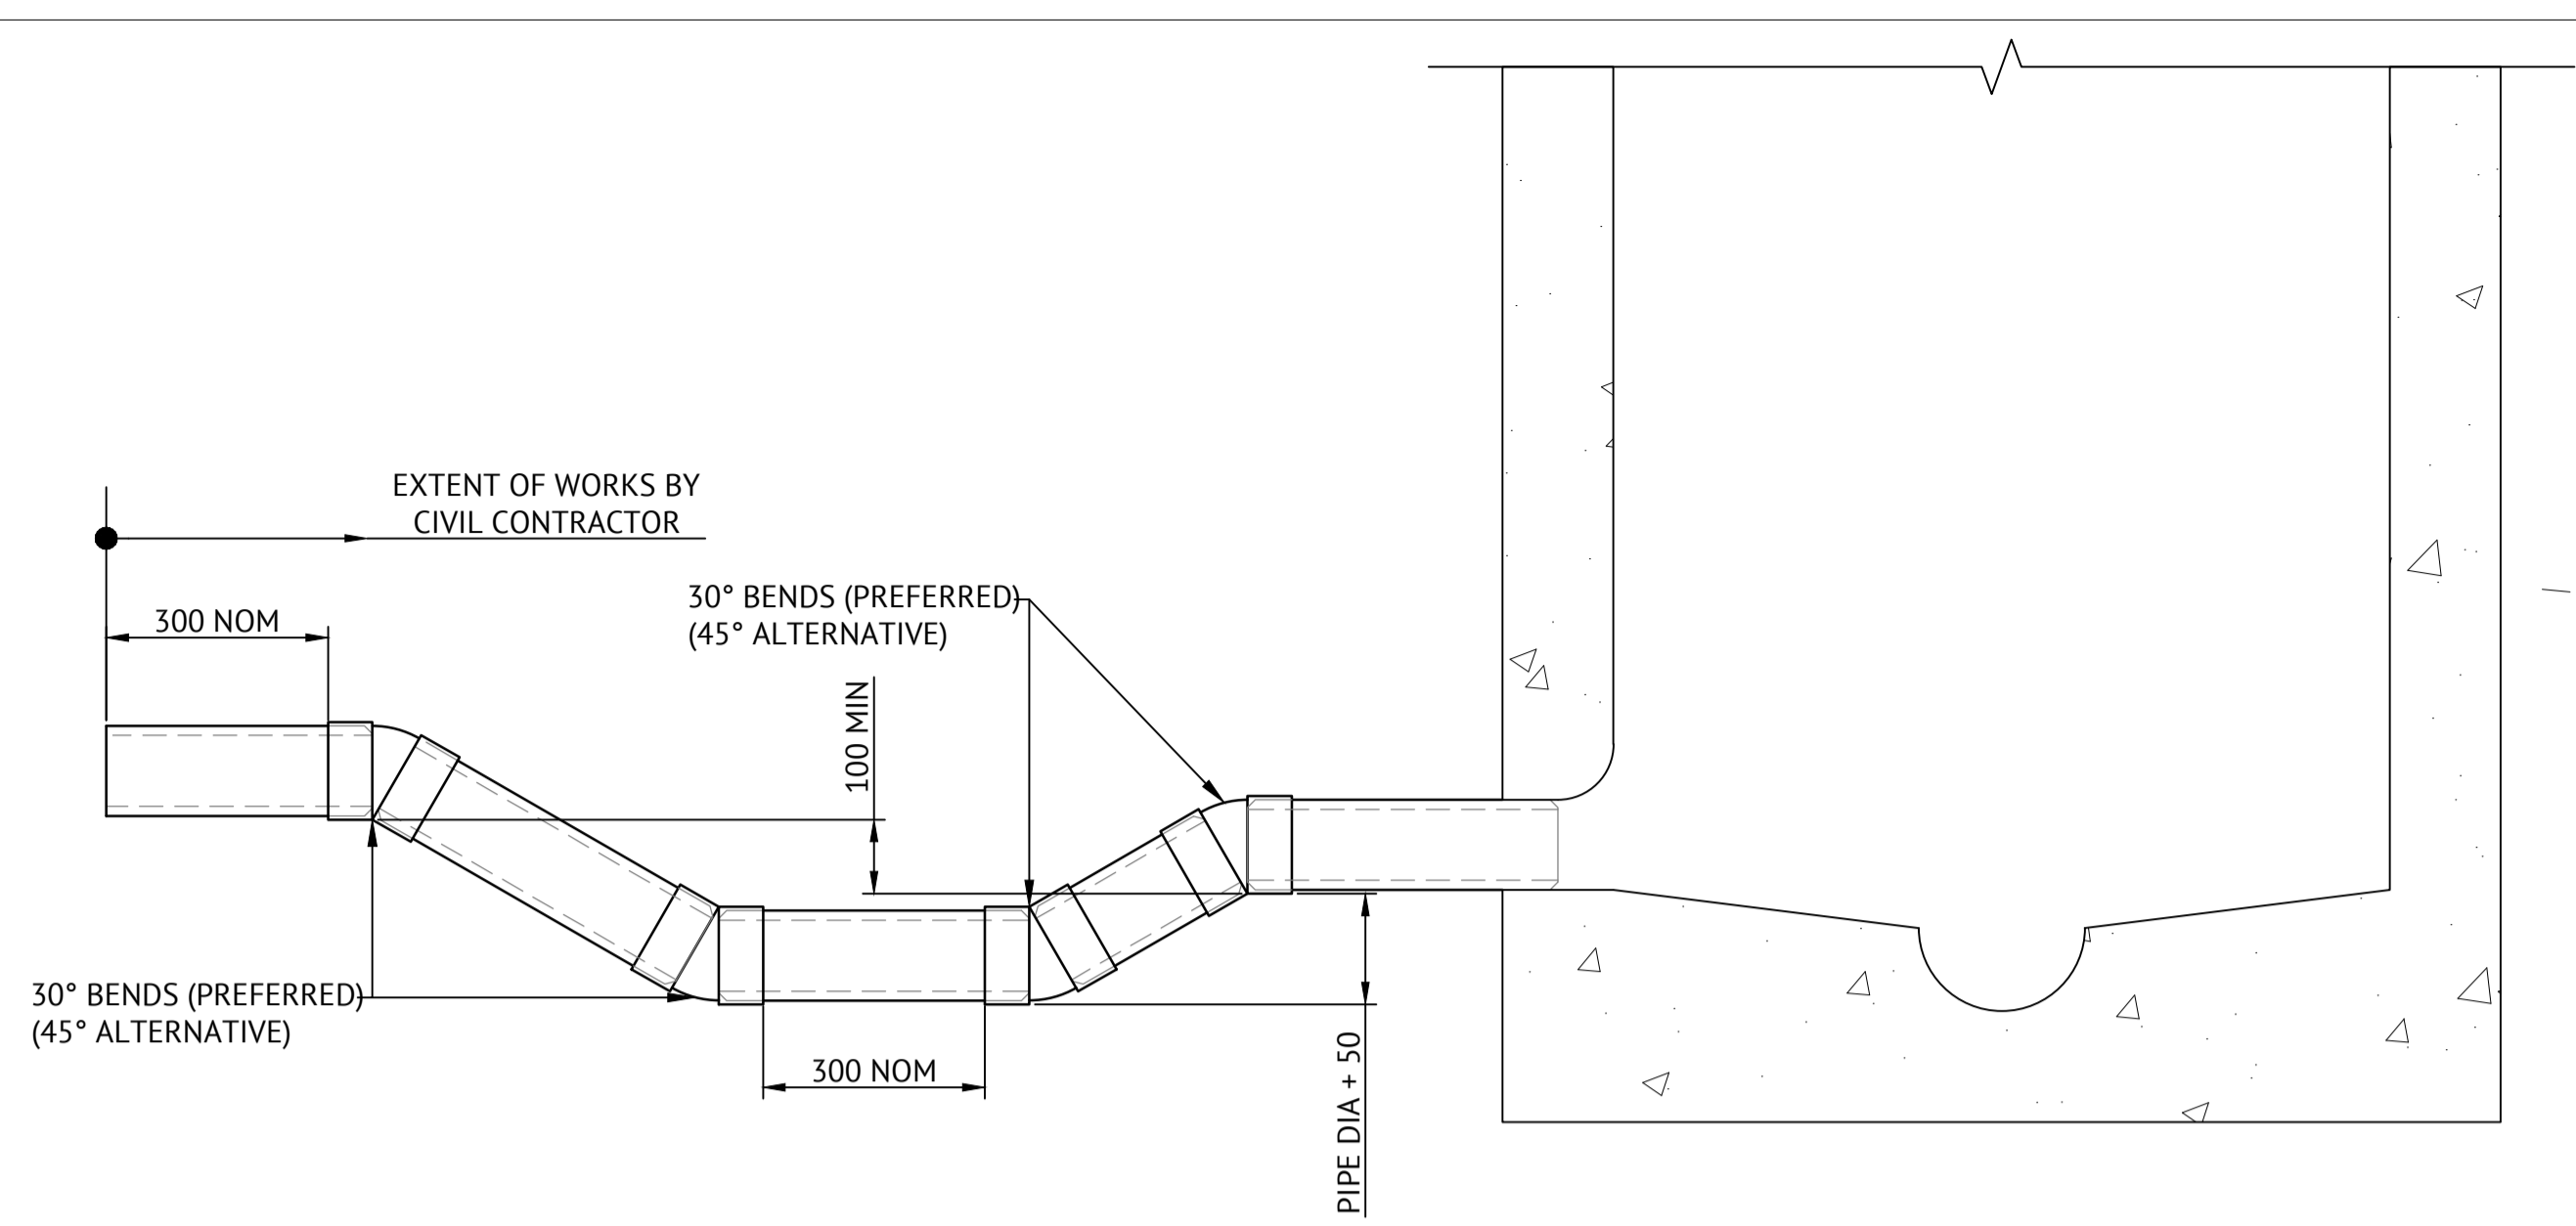 EXTENT OF WORKS BY
CIVIL CONTRACTOR
300 NOM
30° BENDS (PREFERRED)
(45° ALTERNATIVE)
100 MIN
30° BENDS (PREFERRED)
(45° ALTERNATIVE)
300 NOM
PIPE DIA + 50